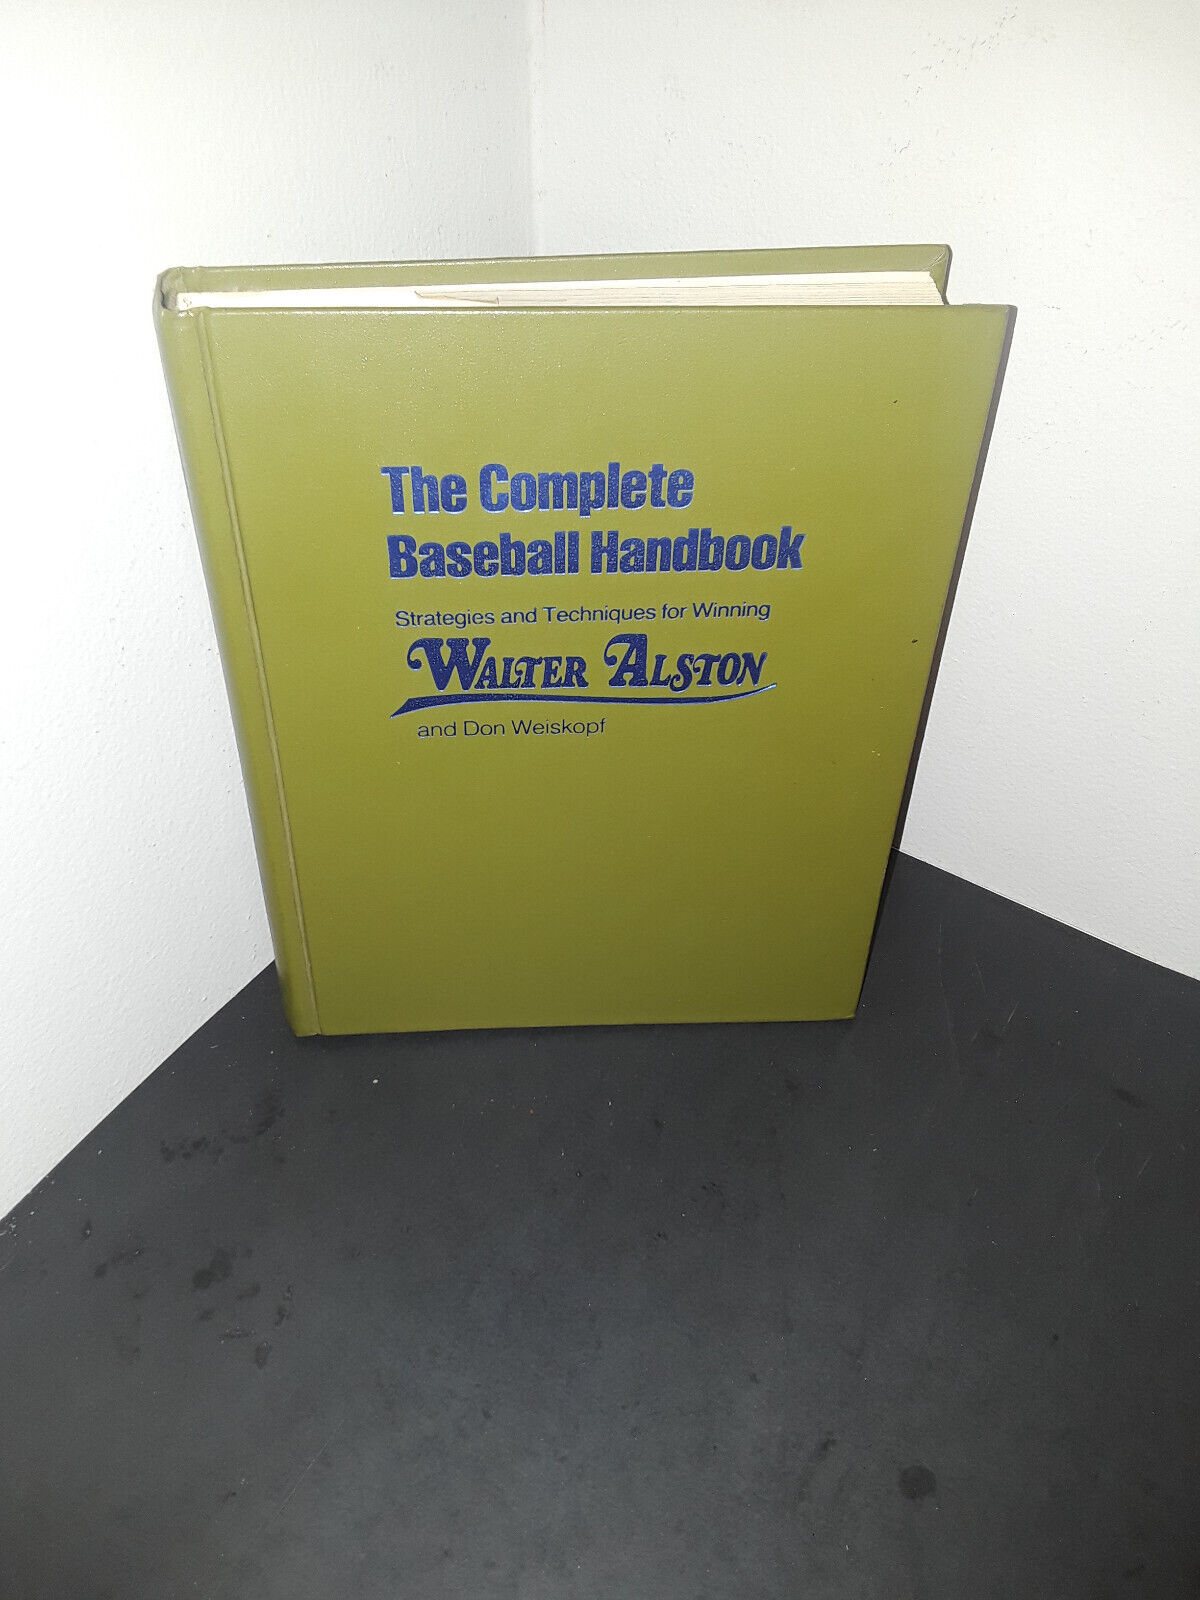 The Complete
Baseball Handbook
Strategies and Techniques for Winning
WALTER ALSTON
and Don Weiskopf